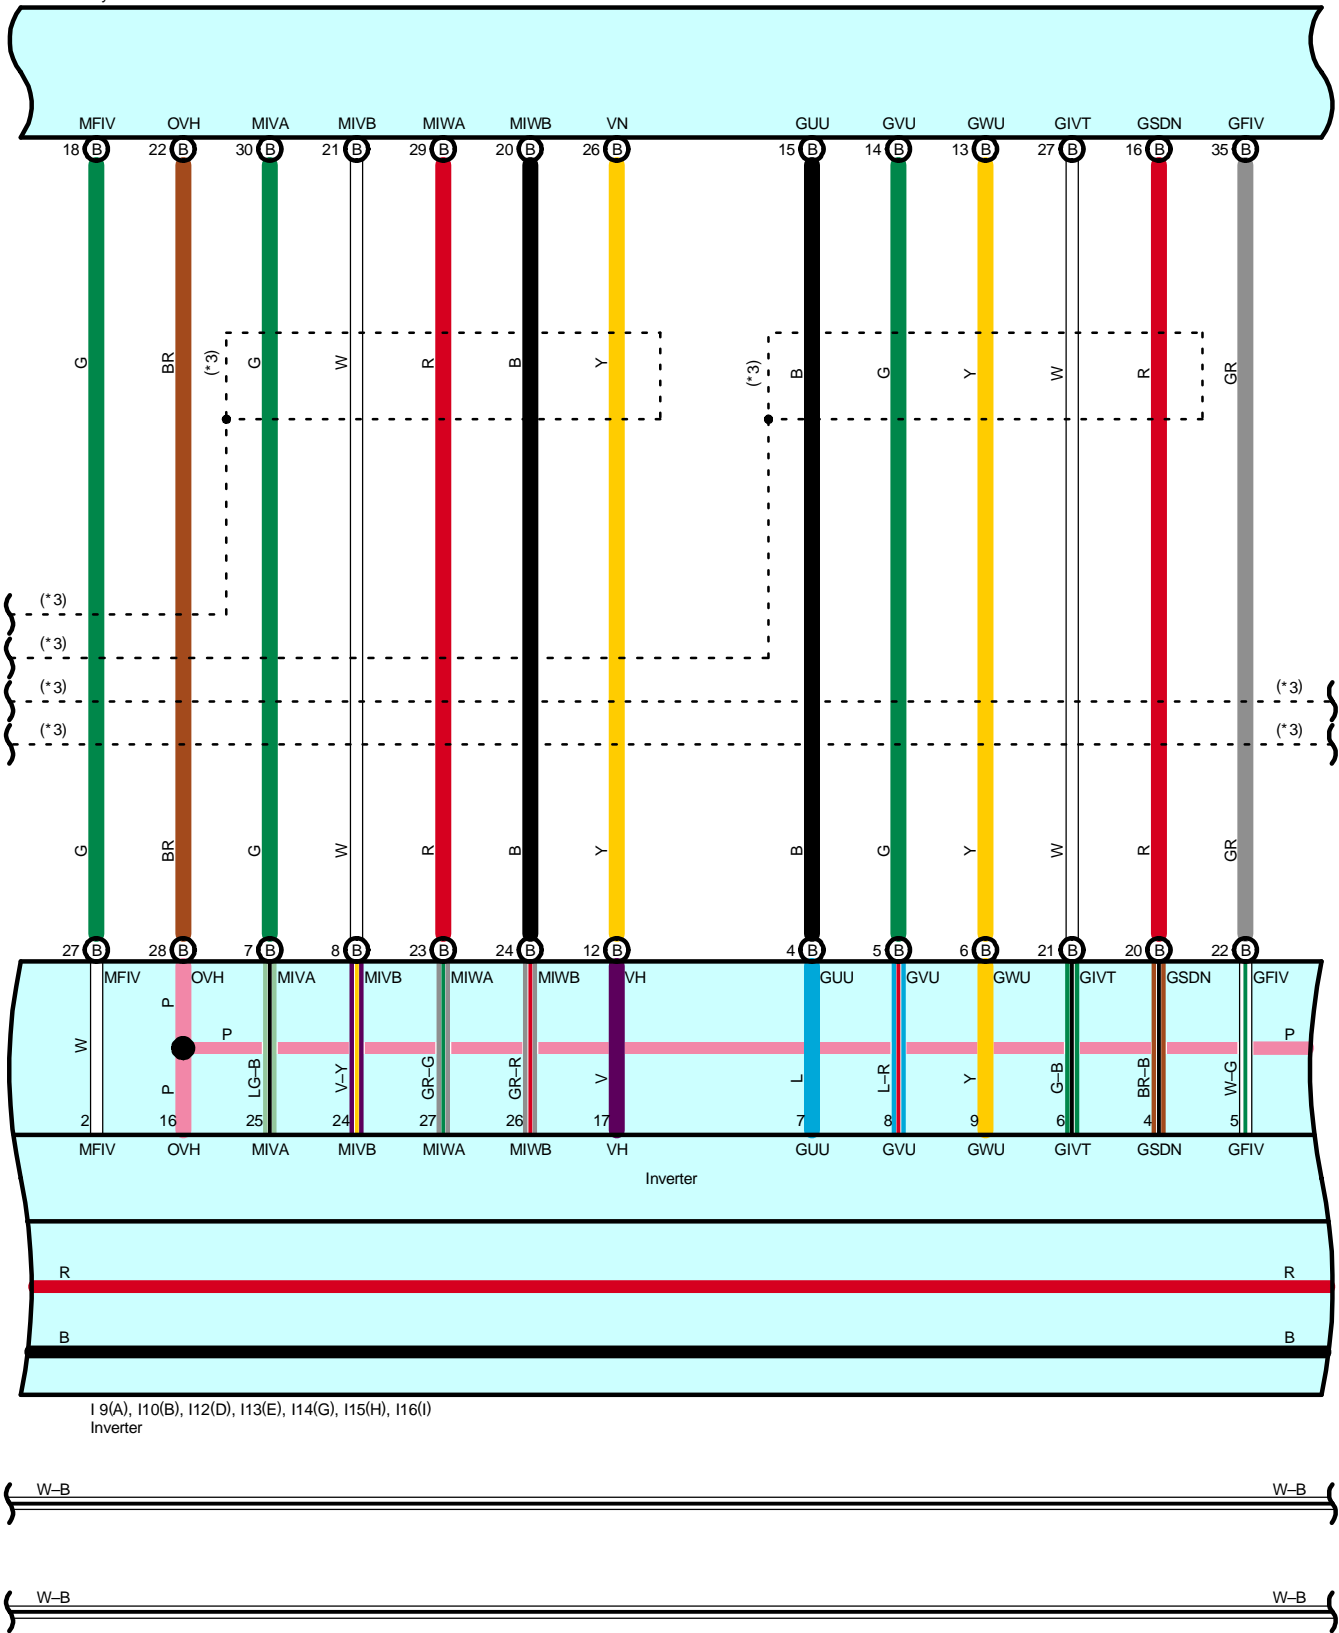 MFIV OVH MIVA MIVB MIWA MIWB VN GUU GVU GWU GIVT GSDN GFIV
18 B 22 B 30 B 21 B 29 B 20 B 26 B 15 B 14 B 13 B 27 B 16 B 35 B
G BR (*3) G W R B Y (*3) B G Y W R GR
(*3)
(*3)
(*3) (*3)
(*3) (*3)
G BR G W R B Y B G Y W R GR
27 B 28 B 7 B 8 B 23 B 24 B 12 B 4 B 5 B 6 B 21 B 20 B 22 B
MFIV OVH MIVA MIVB MIWA MIWB VH GUU GVU GWU GIVT GSDN GFIV
P
P P
W P LG–B V–Y GR–G GR–R V L L–R Y G–B BR–B W–G
2 16 25 24 27 26 17 7 8 9 6 4 5
MFIV OVH MIVA MIVB MIWA MIWB VH GUU GVU GWU GIVT GSDN GFIV
Inverter
R R
B B
I 9(A), I10(B), I12(D), I13(E), I14(G), I15(H), I16(I)
Inverter
W–B W–B
W–B W–B